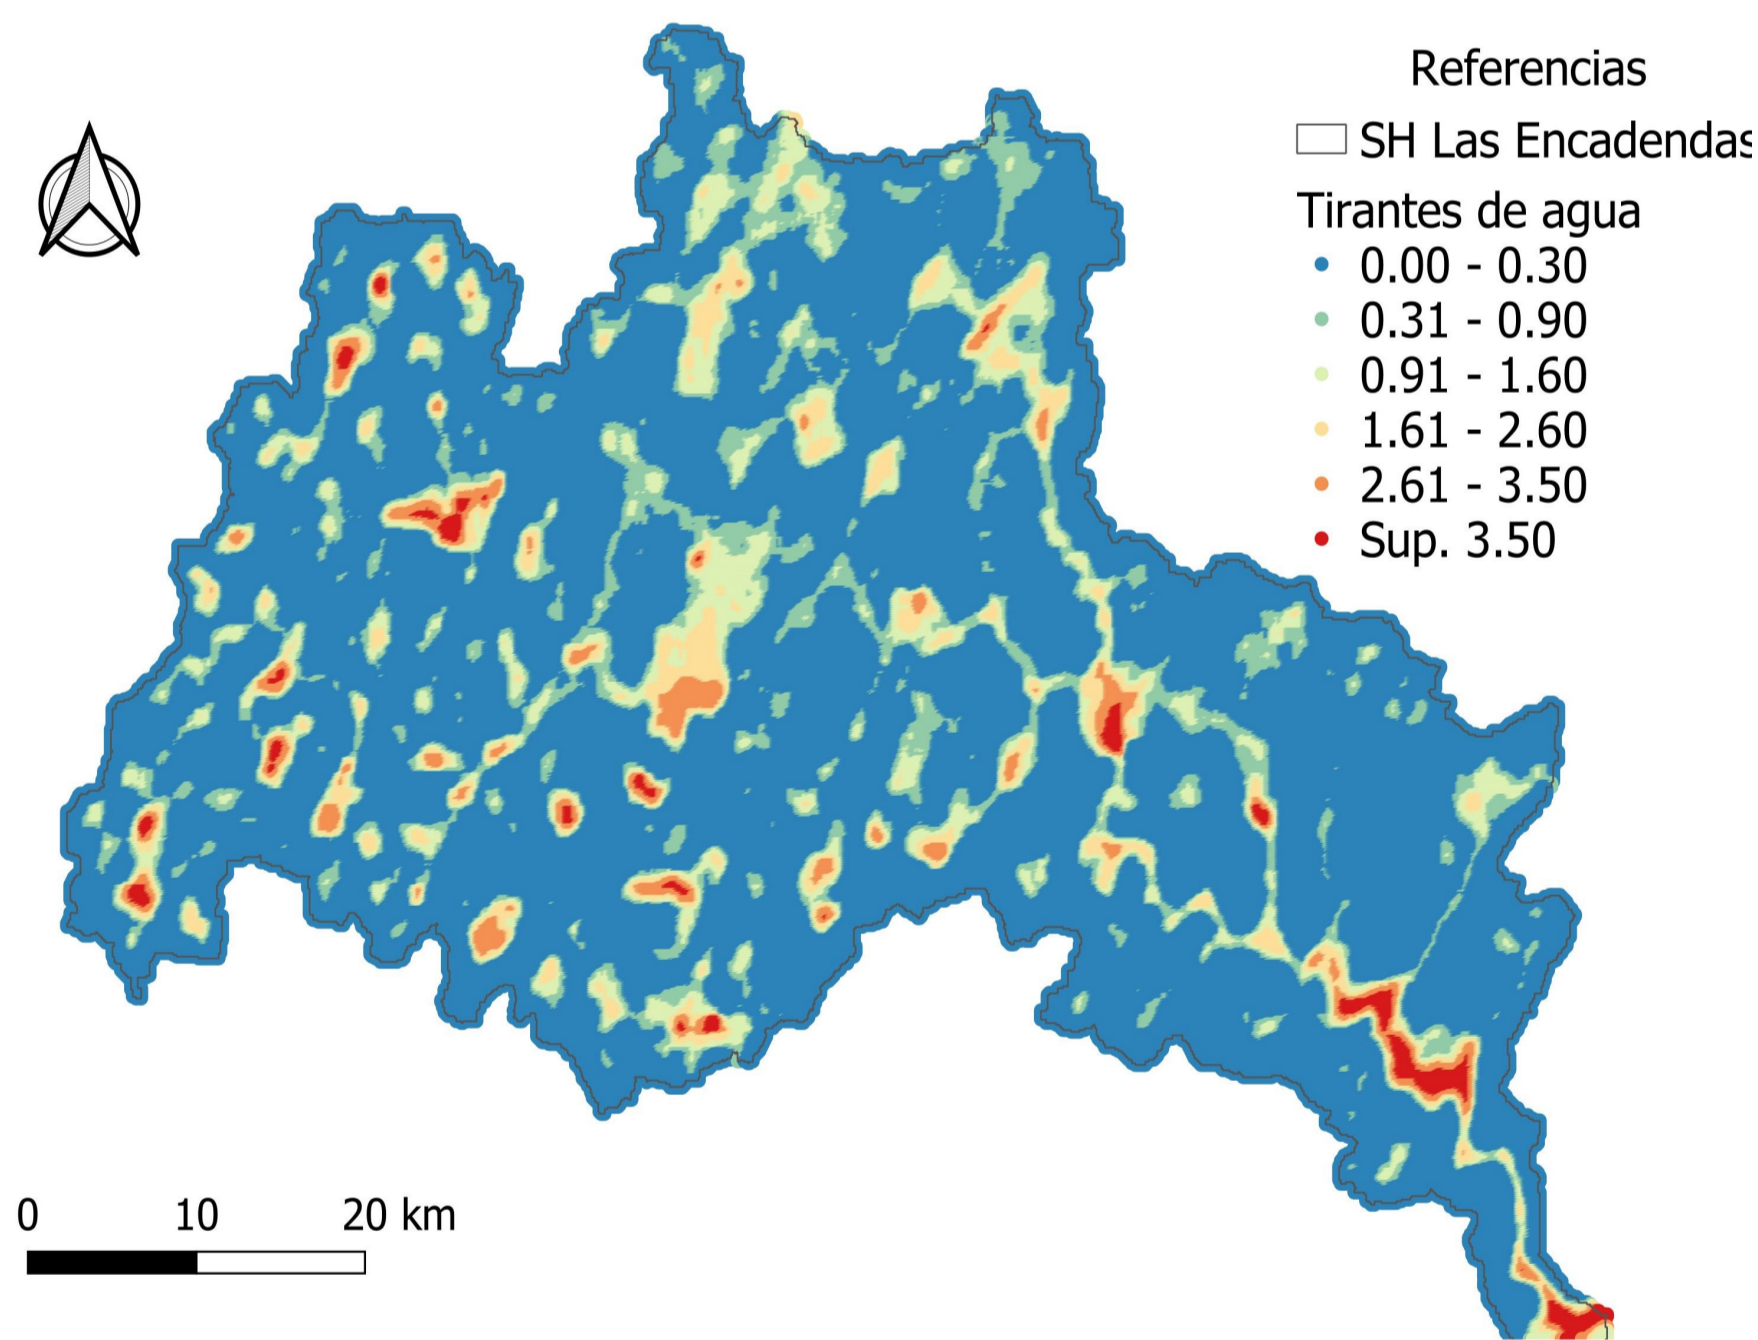 Referencias
SH Las Encadendas
Tirantes de agua
0.00 - 0.30
0.31 - 0.90
0.91 - 1.60
1.61 - 2.60
2.61 - 3.50
Sup. 3.50
0 10 20 km